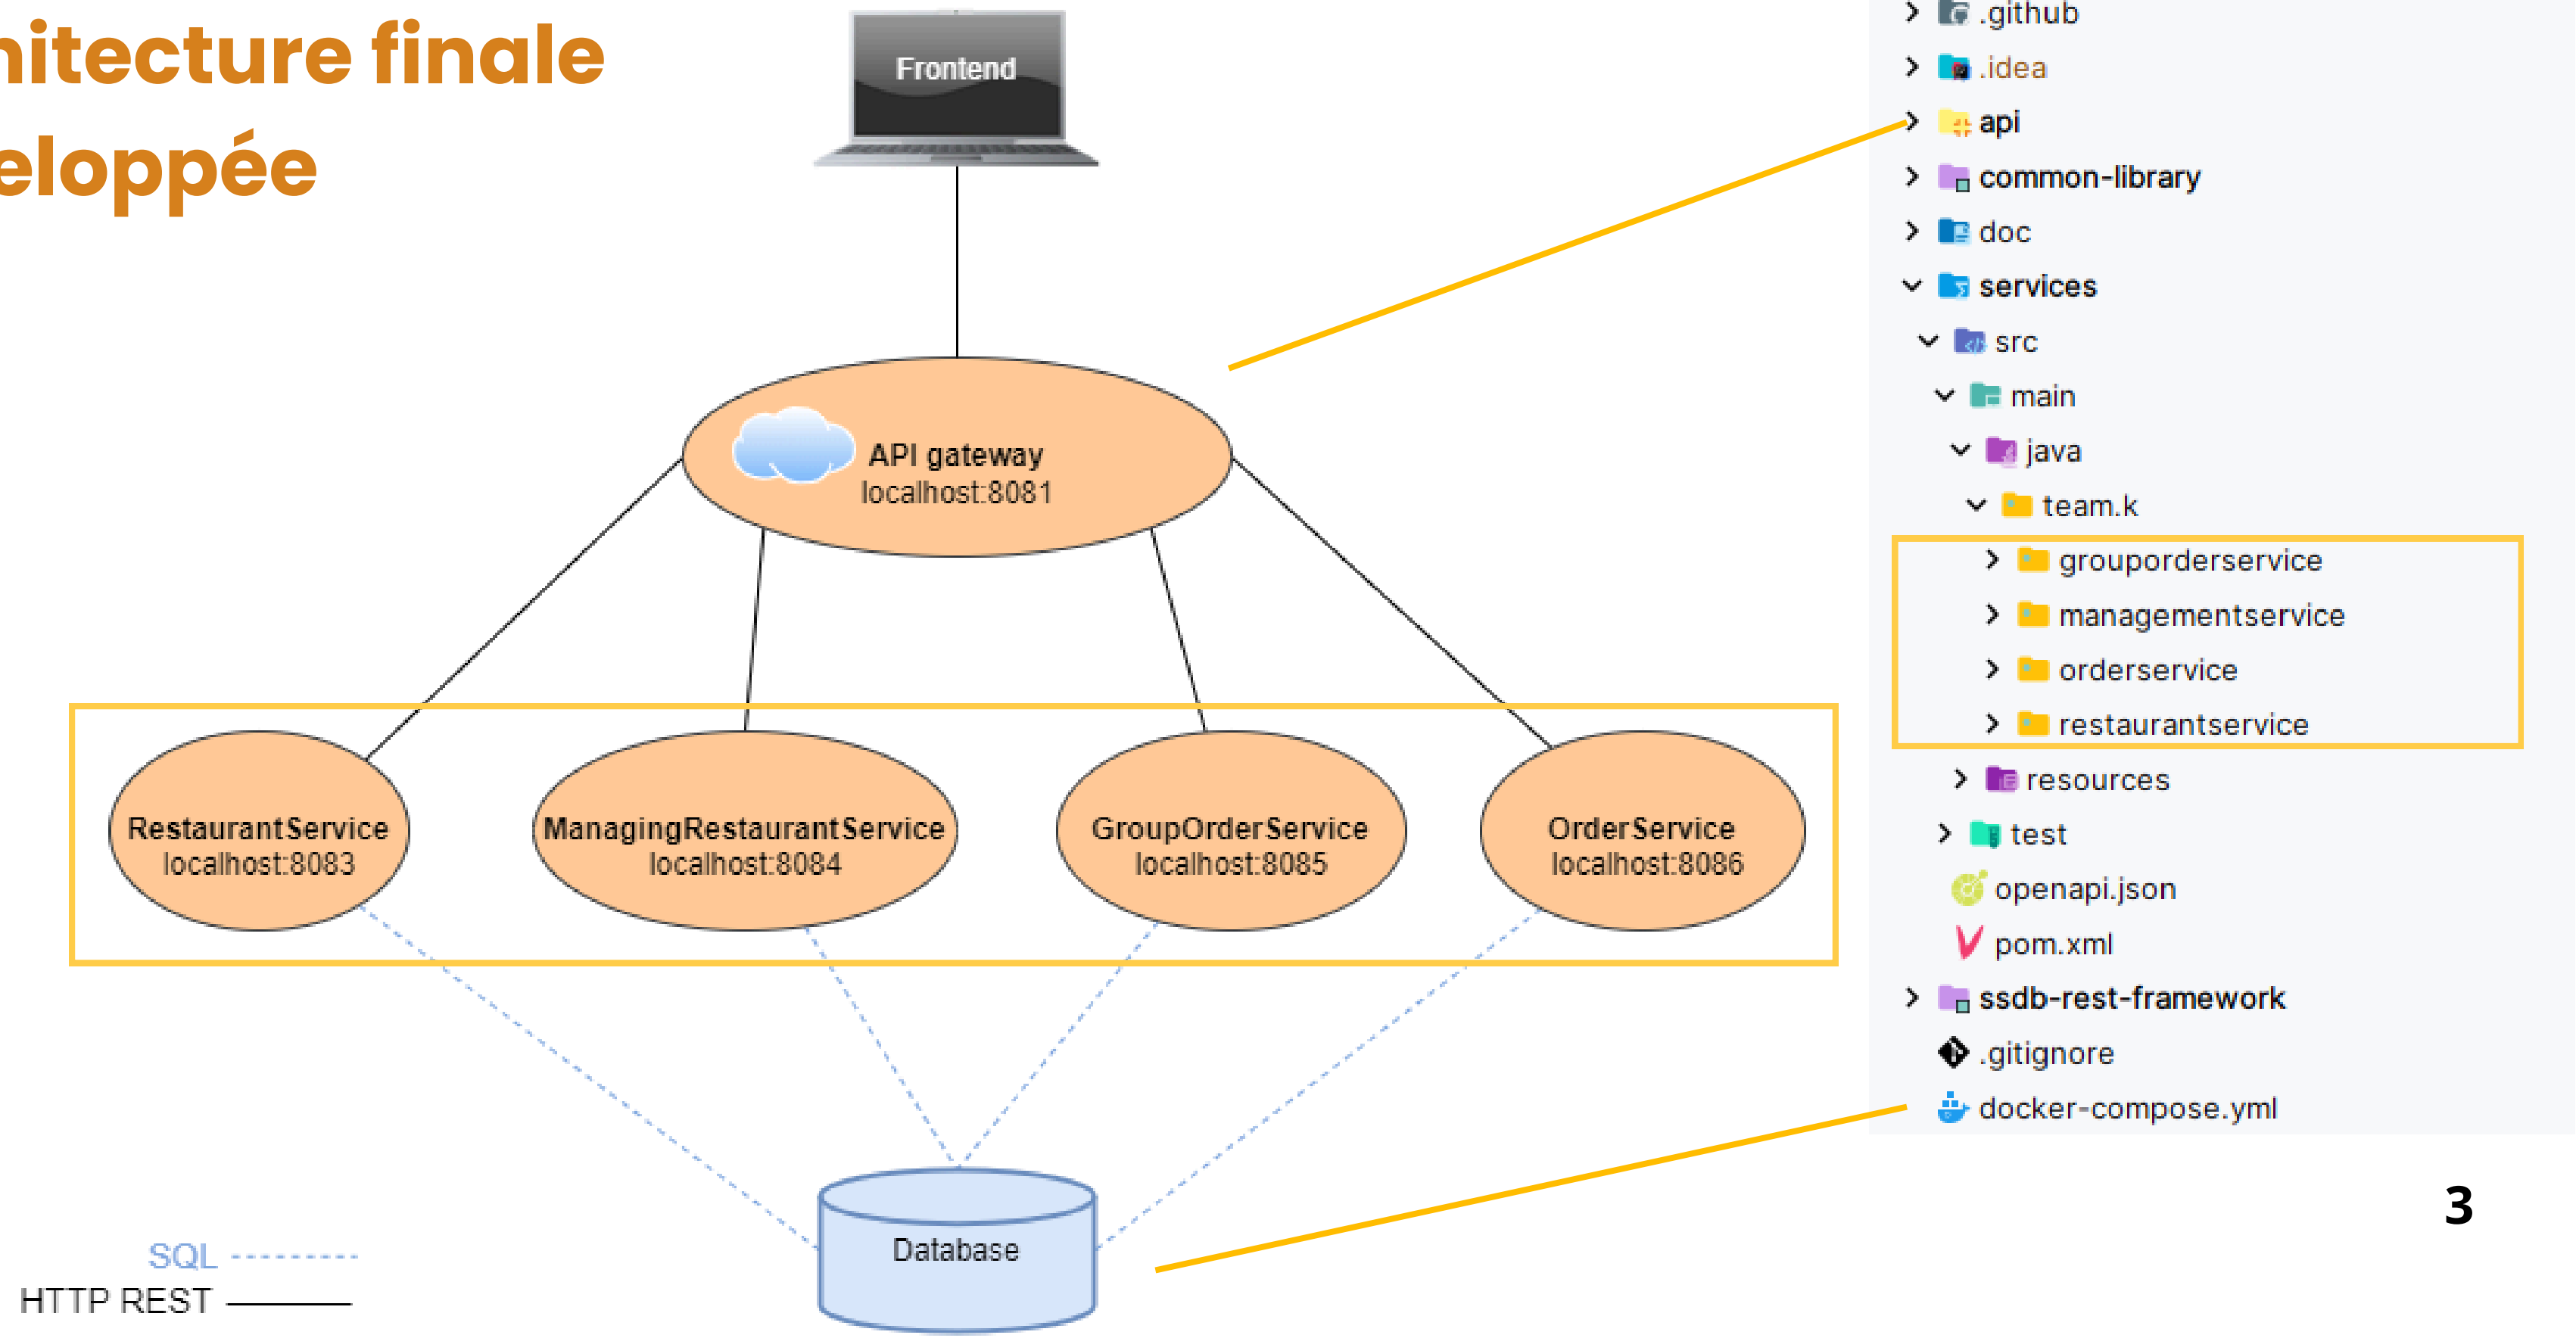 hitecture finale
eloppée
Frontend
API gateway
localhost:8081
RestaurantService
localhost:8083
ManagingRestaurantService
localhost:8084
GroupOrderService
localhost:8085
OrderService
localhost:8086
Database
SQL
HTTP REST
.github
.idea
api
common-library
doc
services
src
main
java
team.k
grouporderservice
managementservice
orderservice
restaurantservice
resources
test
openapi.json
pom.xml
ssdb-rest-framework
.gitignore
docker-compose.yml
3